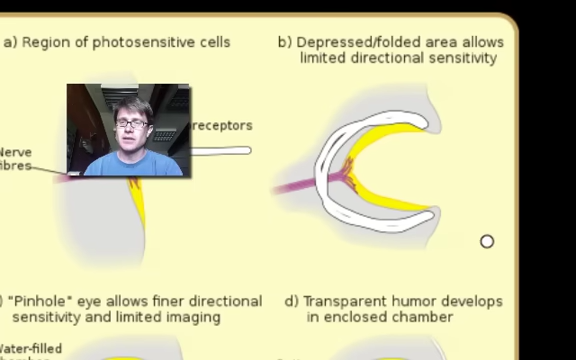 a) Region of photosensitive cells
b) Depressed/folded area allows
limited directional sensitivity
receptors
Nerve
fibres
) "Pinhole" eye allows finer directional
sensitivity and limited imaging
d) Transparent humor develops
in enclosed chamber
Water-filled